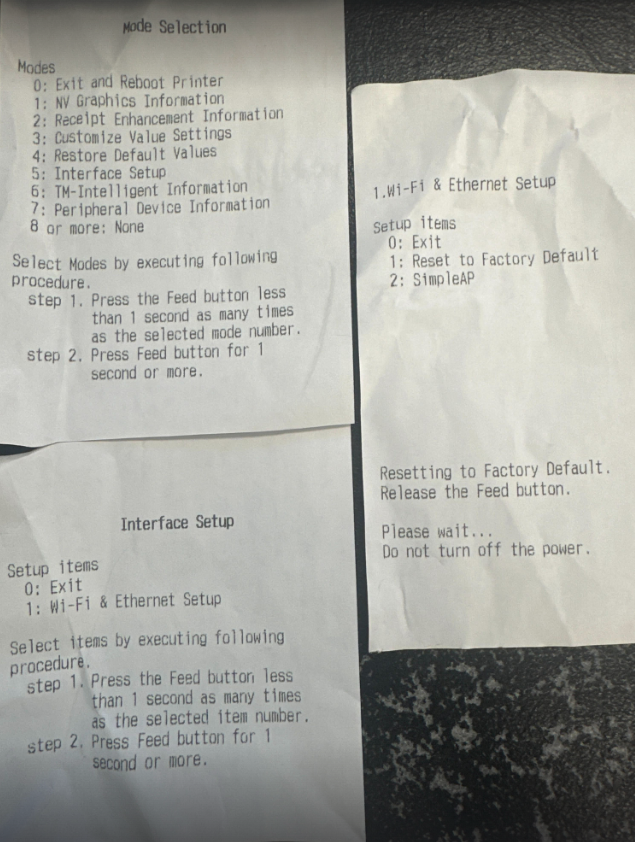 Mode Selection
Modes
0: Exit and Reboot Printer
1: NV Graphics Information
2: Receipt Enhancement Information
3: Customize Value Settings
4: Restore Default Values
5: Interface Setup
6: TM-Intelligent Information
7: Peripheral Device Information
8 or more: None
Select Modes by executing following
procedure.
step 1. Press the Feed button less
than 1 second as many times
as the selected mode number.
step 2. Press Feed button for 1
second or more.
Interface Setup
Setup items
0: Exit
1: Wi-Fi & Ethernet Setup
Select items by executing following
procedure.
step 1. Press the Feed button less
than 1 second as many times
as the selected item number.
step 2. Press Feed button for 1
second or more.
1.Wi-Fi & Ethernet Setup
Setup items
0: Exit
1: Reset to Factory Default
2: SimpleAP
Resetting to Factory Default.
Release the Feed button.
Please wait...
Do not turn off the power.